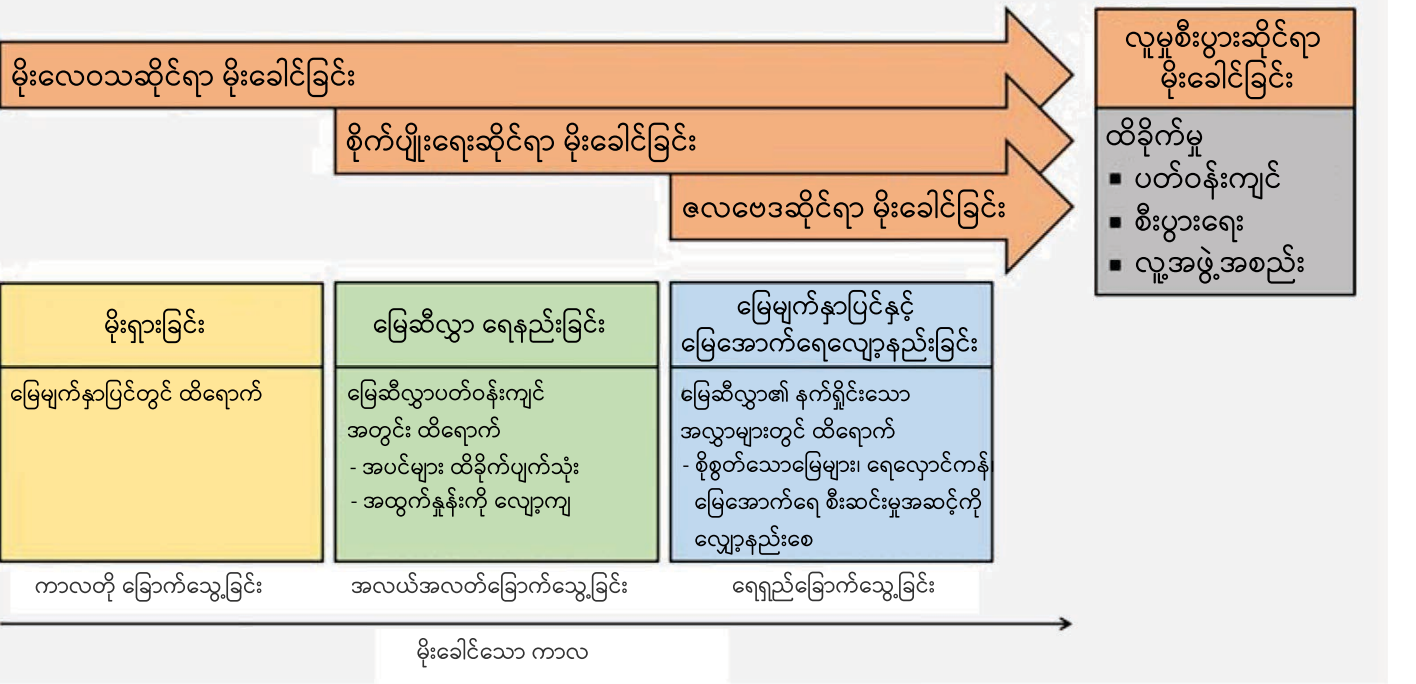 မိုးလေဝသဆိုင်ရာ မိုးခေါင်ခြင်း
စိုက်ပျိုးရေးဆိုင်ရာ မိုးခေါင်ခြင်း
ဇလဗေဒဆိုင်ရာ မိုးခေါင်ခြင်း
လူမှုစီးပွားဆိုင်ရာ
မိုးခေါင်ခြင်း
ထိခိုက်မှု
▪ ပတ်ဝန်းကျင်
▪ စီးပွားရေး
▪ လူ့အဖွဲ့အစည်း
မိုးရှားခြင်း
မြေမျက်နှာပြင်တွင် ထိရောက်
ကာလတို ခြောက်သွေ့ခြင်း
မြေဆီလွှာ ရေနည်းခြင်း
မြေဆီလွှာပတ်ဝန်းကျင်
အတွင်း ထိရောက်
- အပင်များ ထိခိုက်ပျက်သုံး
- အထွက်နှုန်းကို လျော့ကျ
အလယ်အလတ်ခြောက်သွေ့ခြင်း
မြေမျက်နှာပြင်နှင့်
မြေအောက်ရေလျော့နည်းခြင်း
မြေဆီလွှာ၏ နက်ရှိုင်းသော
အလွှာများတွင် ထိရောက်
- စိုစွတ်သောမြေများ၊ ရေလှောင်ကန်၊
မြေအောက်ရေ စီးဆင်းမှုအဆင့်ကို
လျှော့နည်းစေ
ရေရှည်ခြောက်သွေ့ခြင်း
မိုးခေါင်သော ကာလ